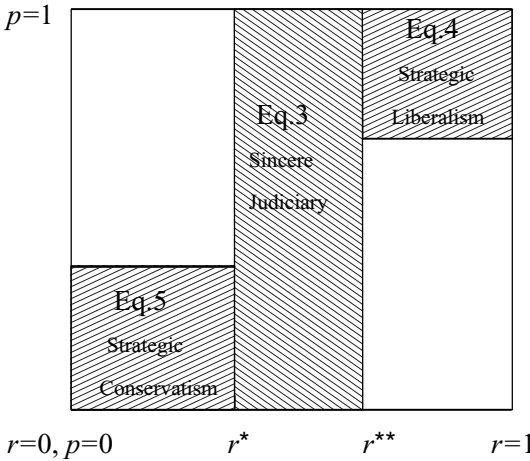 p=1
Eq.4
Strategic
Liberalism
Eq.3
Sincere
Judiciary
Eq.5
Strategic
Conservatism
r=0, p=0
r*
r**
r=1